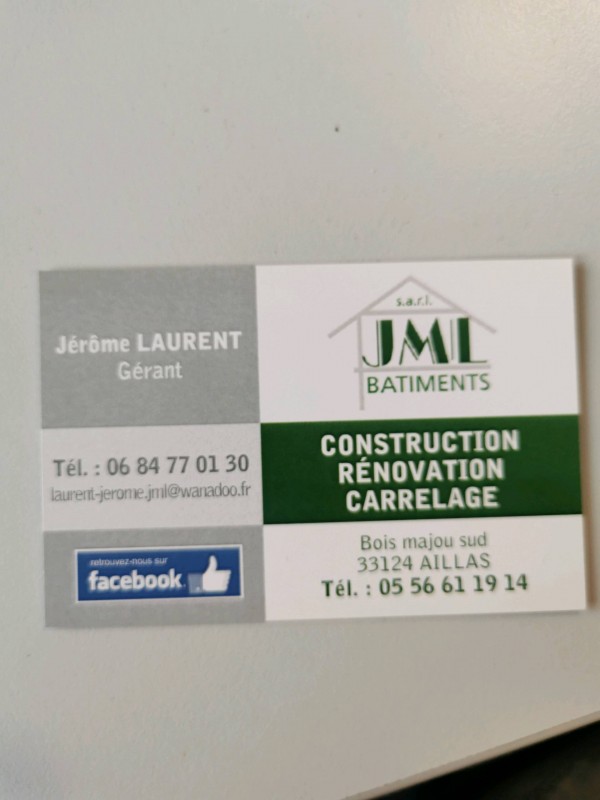 Jérôme LAURENT
Gérant
Tél. : 06 84 77 01 30
laurent-jerome.jml@wanadoo.fr
retrouvez-nous sur
facebook.
s.a.r.l.
JML
BATIMENTS
CONSTRUCTION
RÉNOVATION
CARRELAGE
Bois majou sud
33124 AILLAS
Tél. : 05 56 61 19 14